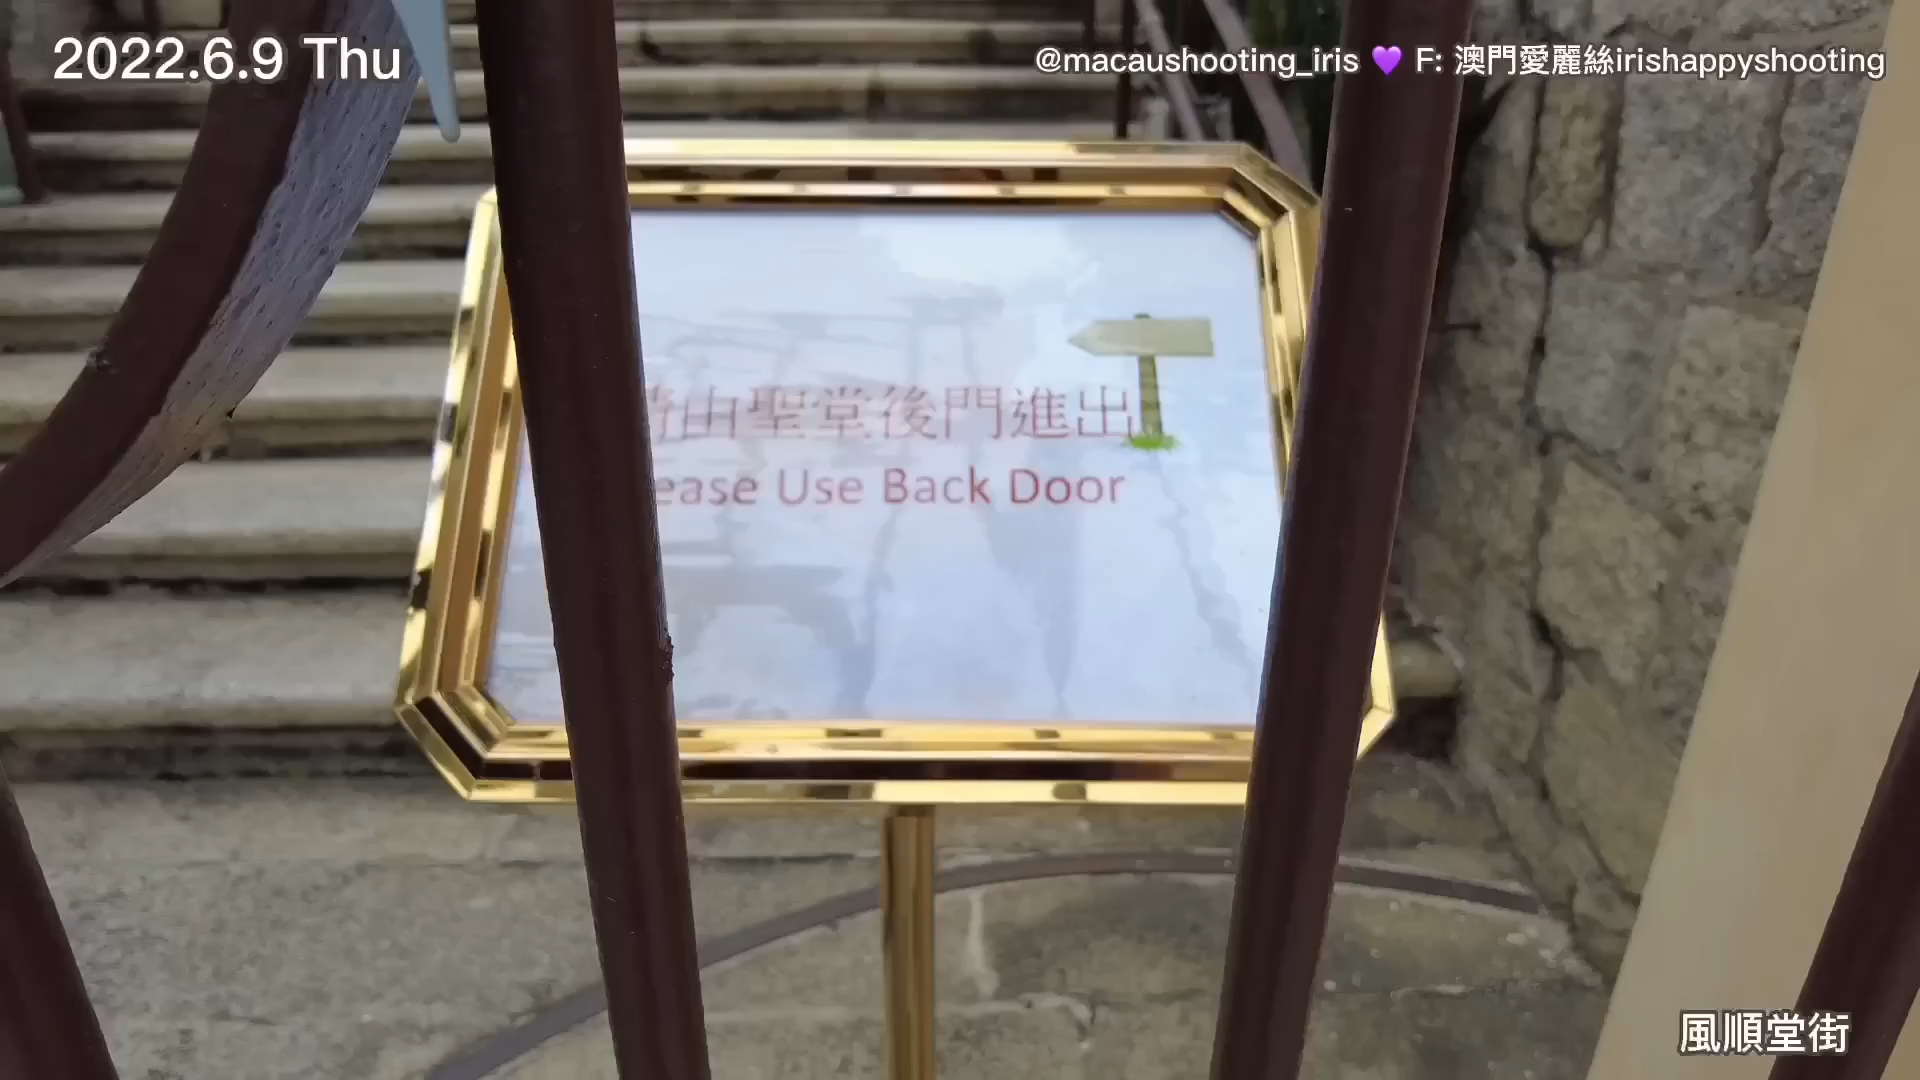 2022.6.9 Thu
@macaushooting_iris 💜 F: 澳門愛麗絲irishappyshooting
由聖堂後門進出
Use Back Door
風順堂街